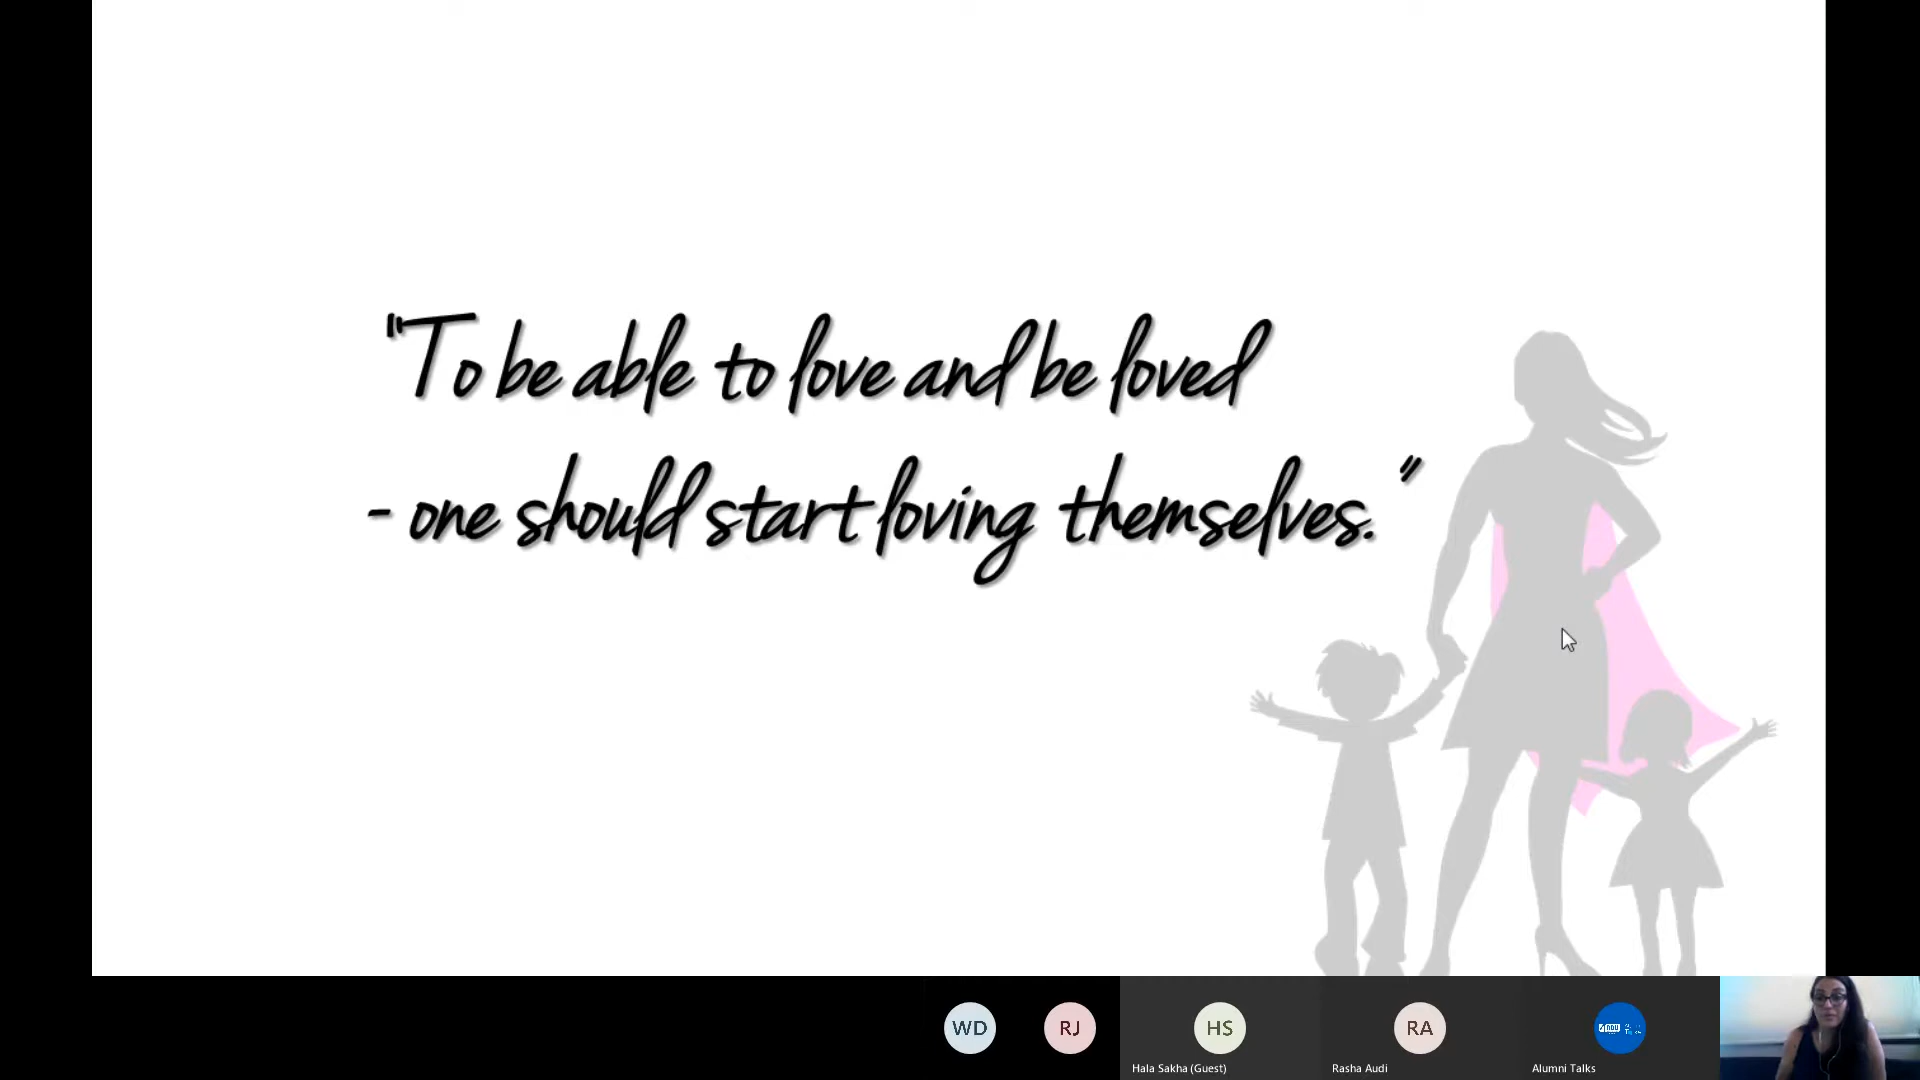 "To be able to love and be loved
- one should start loving themselves."
WD
RJ
HS
RA
Hala Sakha (Guest)
Rasha Audi
Alumni Talks